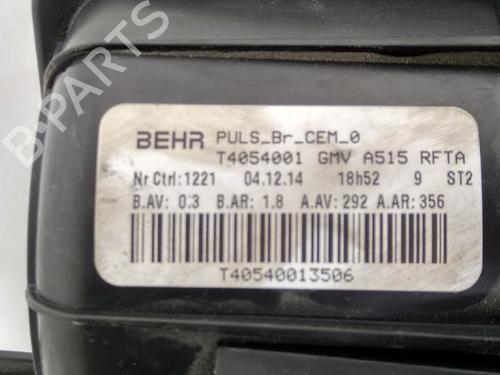 BEHR PULS_Br_CEM_0
T4054001 GMV A515 RFTA
Nr Ctrl:1221 04.12.14 18h52 9 ST2
B.AV: 0.3 B.AR: 1.8 A.AV: 292 A.AR: 356
T40540013506
B-PARTS